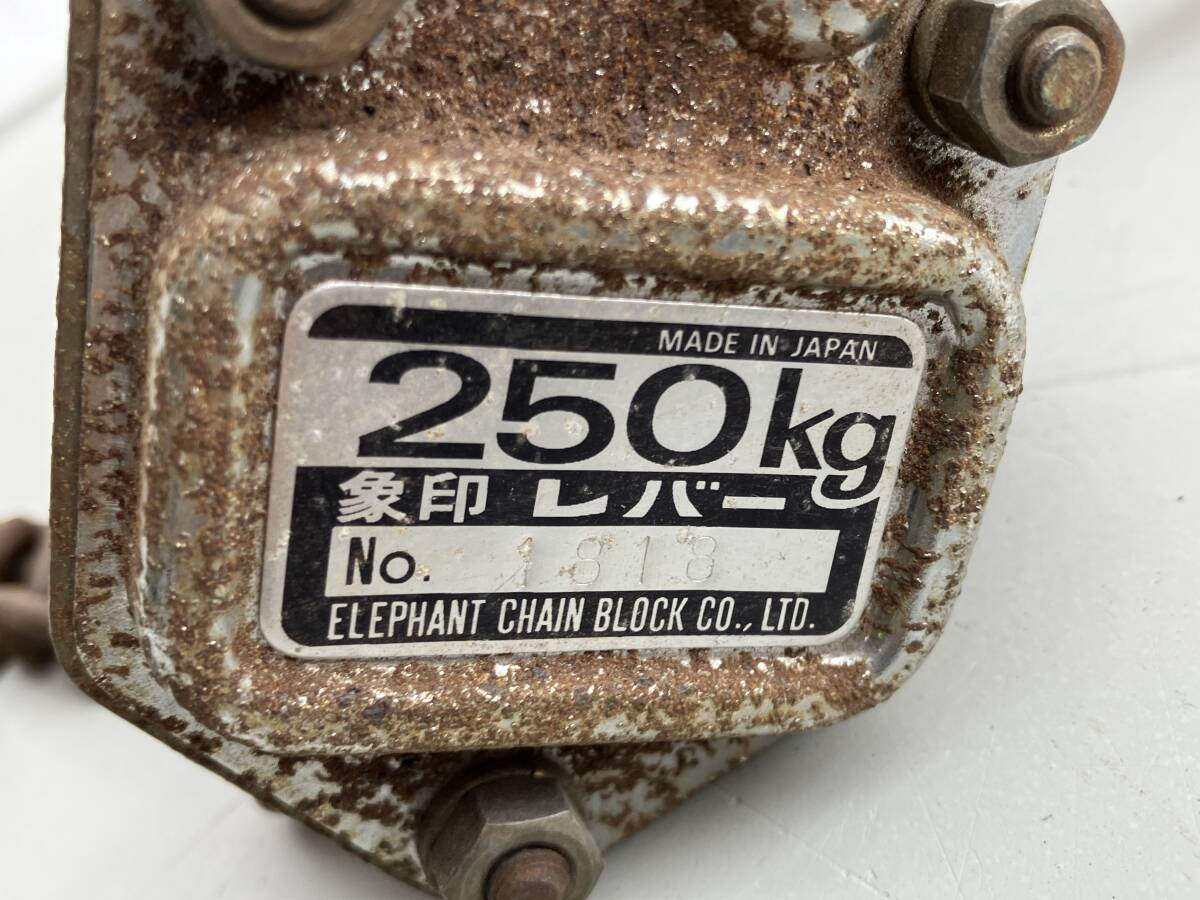 MADE IN JAPAN
250kg
象印 レバー
No. 1818
ELEPHANT CHAIN BLOCK CO., LTD.